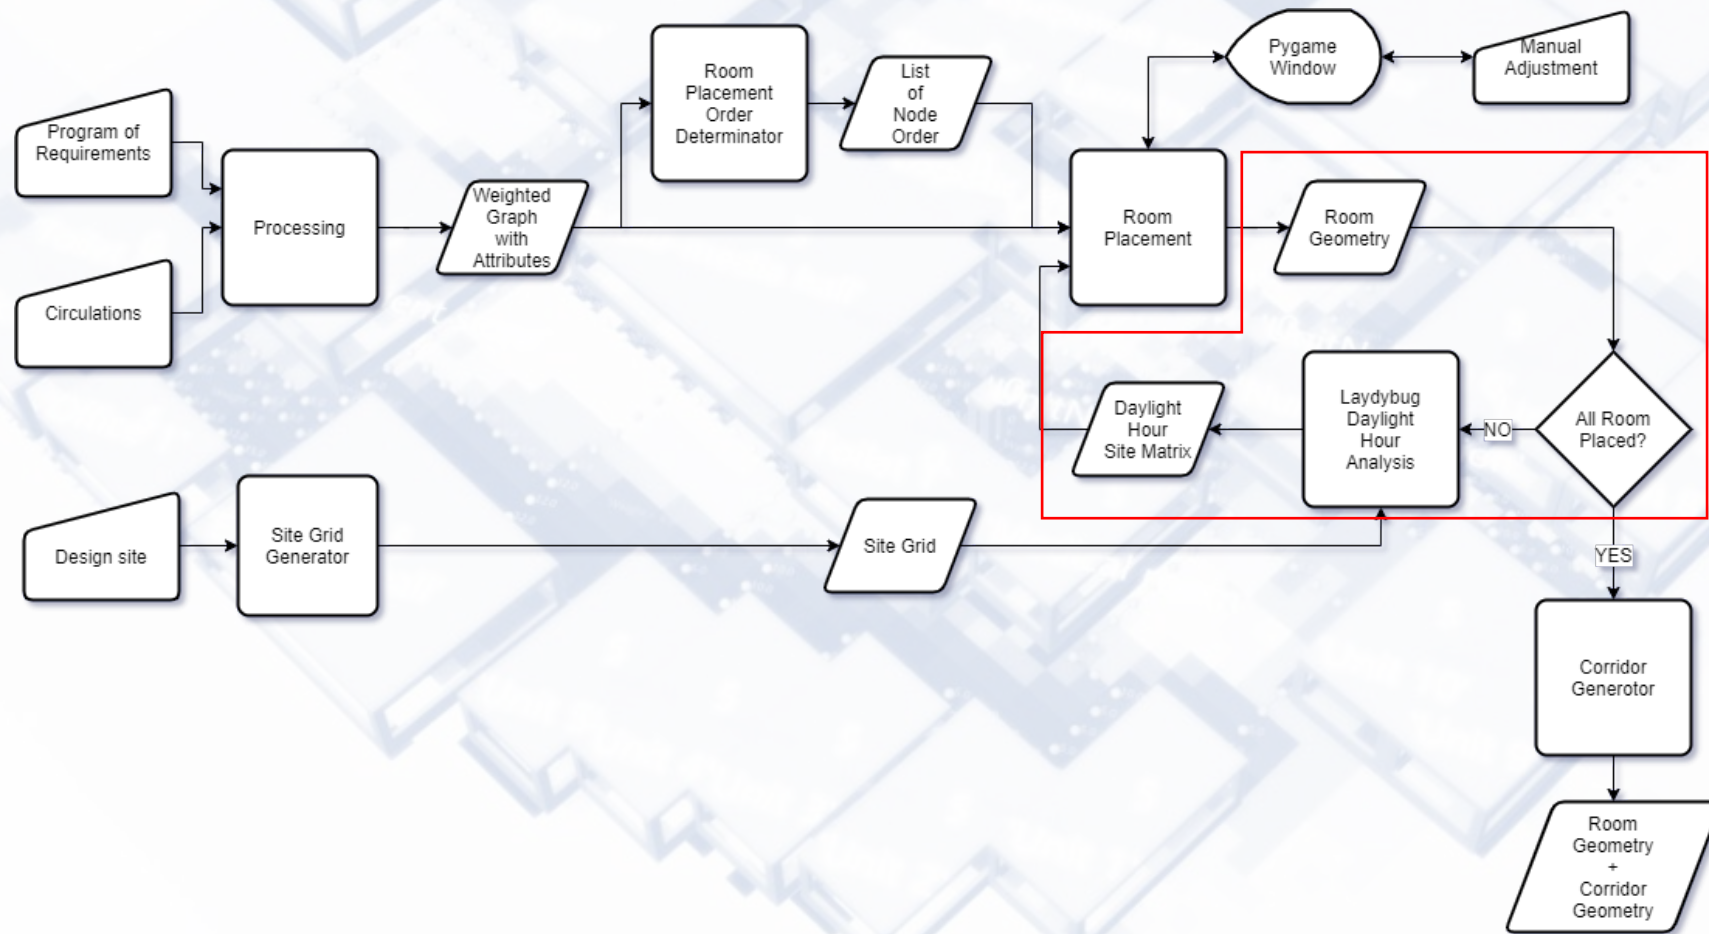 Program of
Requirements
Circulations
Processing
Weighted
Graph
with
Attributes
Room
Placement
Order
Determinator
List
of
Node
Order
Pygame
Window
Manual
Adjustment
Room
Placement
Room
Geometry
All Room
Placed?
NO
Laydybug
Daylight
Hour
Analysis
Daylight
Hour
Site Matrix
Design site
Site Grid
Generator
Site Grid
YES
Corridor
Generotor
Room
Geometry
+
Corridor
Geometry